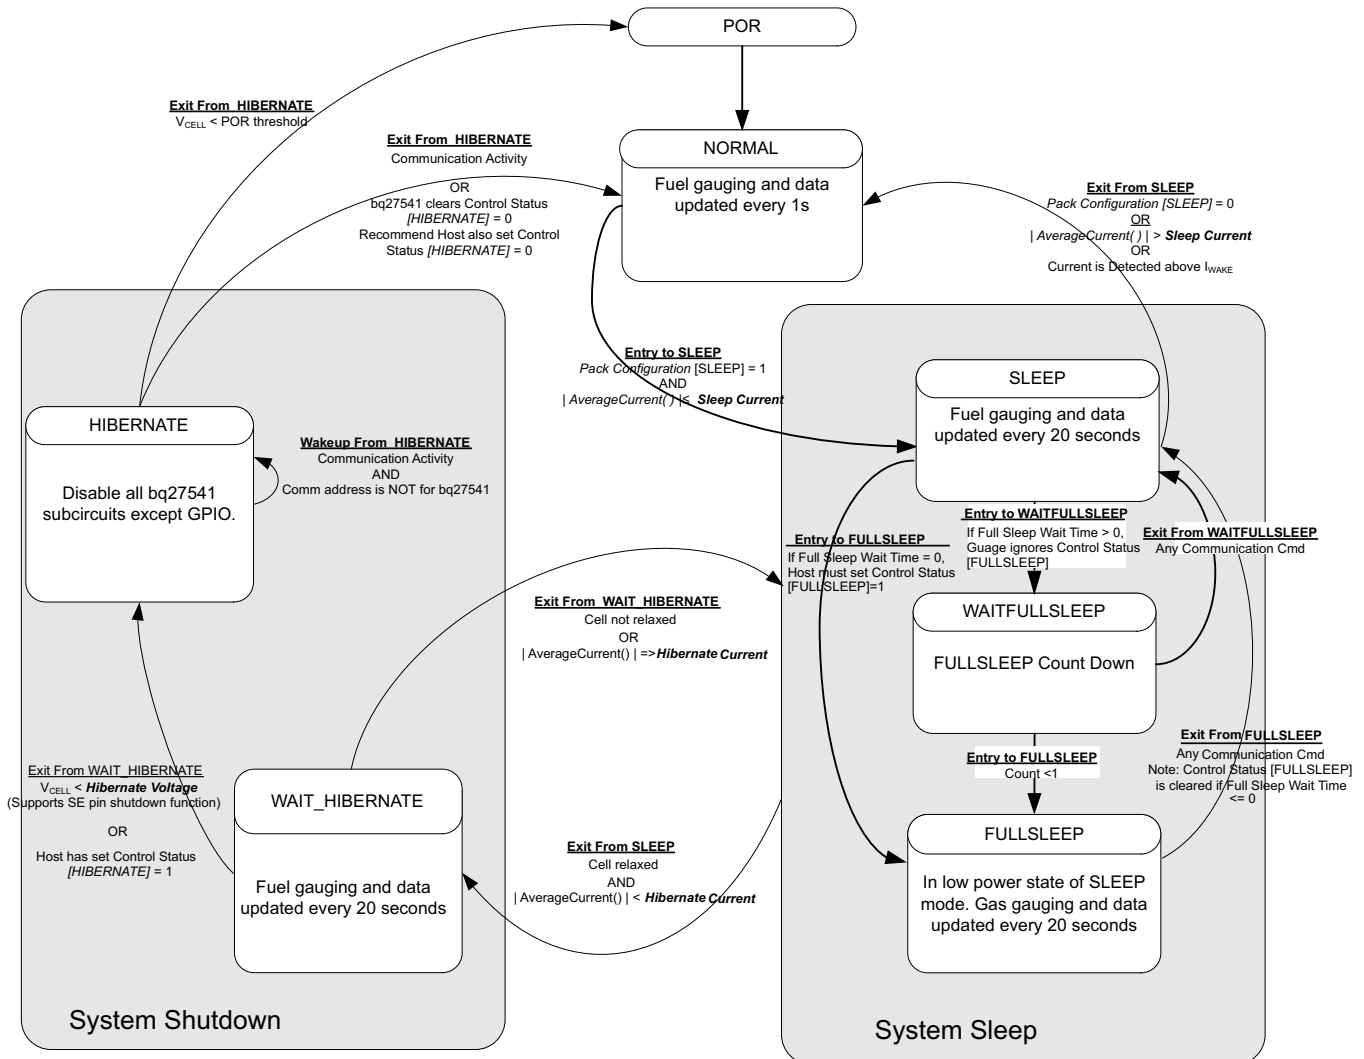 POR
Exit From HIBERNATE
VCELL < POR threshold
Exit From HIBERNATE
Communication Activity
OR
bq27541 clears Control Status
[HIBERNATE] = 0
Recommend Host also set Control
Status [HIBERNATE] = 0
NORMAL
Fuel gauging and data
updated every 1s
Exit From SLEEP
Pack Configuration [SLEEP] = 0
OR
| AverageCurrent( ) | > Sleep Current
OR
Current is Detected above IWAKE
Entry to SLEEP
Pack Configuration [SLEEP] = 1
AND
| AverageCurrent( ) |≤ Sleep Current
SLEEP
Fuel gauging and data
updated every 20 seconds
HIBERNATE
Disable all bq27541
subcircuits except GPIO.
Wakeup From HIBERNATE
Communication Activity
AND
Comm address is NOT for bq27541
Entry to FULLSLEEP
If Full Sleep Wait Time = 0,
Host must set Control Status
[FULLSLEEP]=1
Entry to WAITFULLSLEEP
If Full Sleep Wait Time > 0,
Guage ignores Control Status
[FULLSLEEP]
Exit From WAITFULLSLEEP
Any Communication Cmd
WAITFULLSLEEP
FULLSLEEP Count Down
Exit From WAIT_HIBERNATE
Cell not relaxed
OR
| AverageCurrent() | =>Hibernate Current
Entry to FULLSLEEP
Count <1
Exit From FULLSLEEP
Any Communication Cmd
Note: Control Status [FULLSLEEP]
is cleared if Full Sleep Wait Time
<= 0
Exit From WAIT_HIBERNATE
VCELL < Hibernate Voltage
(Supports SE pin shutdown function)
OR
Host has set Control Status
[HIBERNATE] = 1
WAIT_HIBERNATE
Fuel gauging and data
updated every 20 seconds
Exit From SLEEP
Cell relaxed
AND
| AverageCurrent() | < Hibernate Current
FULLSLEEP
In low power state of SLEEP
mode. Gas gauging and data
updated every 20 seconds
System Shutdown
System Sleep